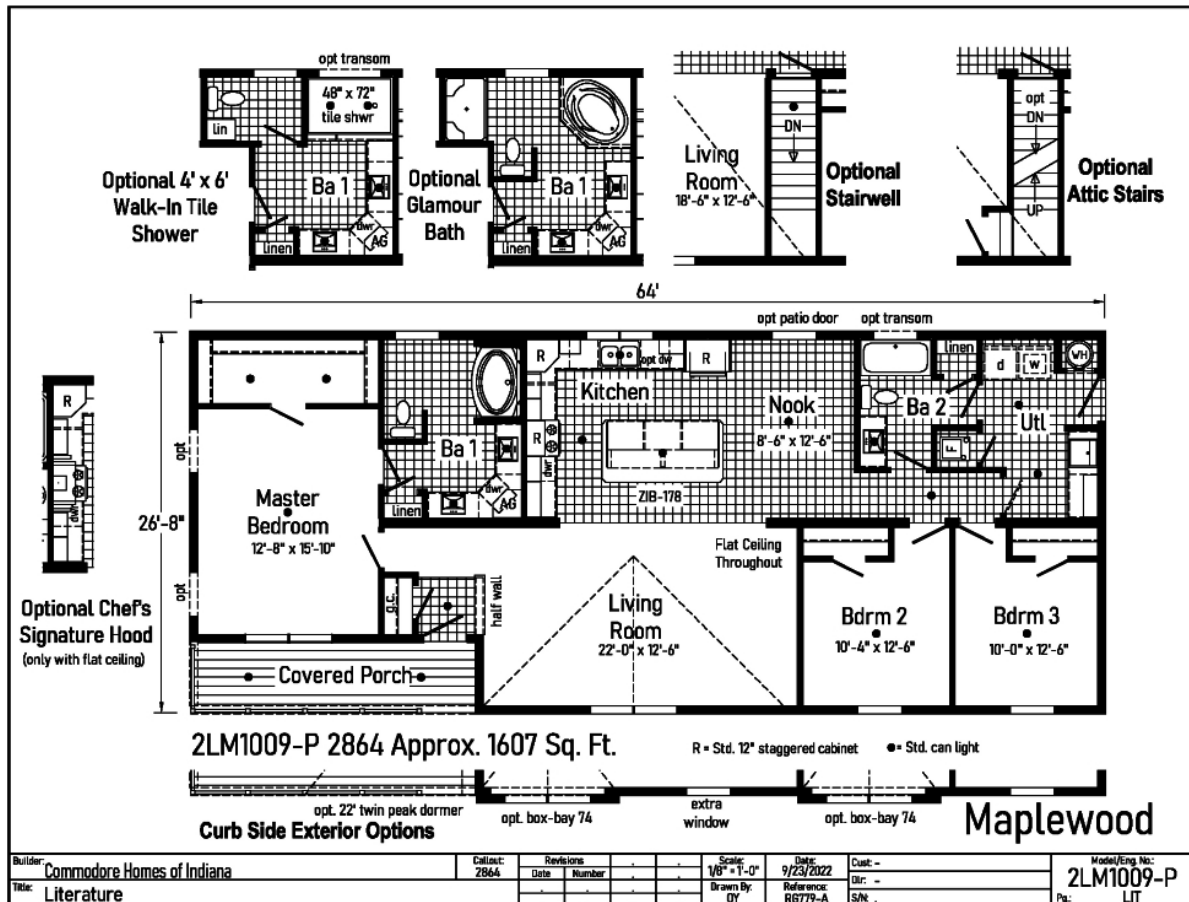 opt transom
48" x 72"
tile shwr
lin
Optional 4' x 6'
Walk-In Tile
Shower
Ba 1
linen
dwr
AG
Optional
Glamour
Bath
Ba 1
linen
dwr
AG
Living
Room
18'-6" x 12'-6"
DN
Optional
Stairwell
opt
DN
UP
Optional
Attic Stairs
64'
opt patio door
opt transom
26'-8"
R
dwr
Optional Chef's
Signature Hood
(only with flat ceiling)
opt
opt
Master
Bedroom
12'-8" x 15'-10"
Ba 1
linen
dwr
AG
R
opt dw
R
Kitchen
R
dwr
ZIB-178
Nook
8'-6" x 12'-6"
Ba 2
linen
d
w
WH
Utl
g.c.
half wall
Flat Ceiling
Throughout
Living
Room
22'-0" x 12'-6"
Bdrm 2
10'-4" x 12'-6"
Bdrm 3
10'-0" x 12'-6"
Covered Porch
2LM1009-P 2864 Approx. 1607 Sq. Ft.
R = Std. 12" staggered cabinet
● = Std. can light
opt. 22' twin peak dormer
Curb Side Exterior Options
opt. box-bay 74
extra
window
opt. box-bay 74
Maplewood
Builder: Commodore Homes of Indiana
Title: Literature
Callout:
2864
Revisions
Date Number
Scale:
1/8" = 1'-0"
Drawn By:
DY
Date:
9/23/2022
Reference:
RG779-A
Cust: -
Dlr: -
S/N: .
Model/Eng. No.:
2LM1009-P
Pg.: LIT